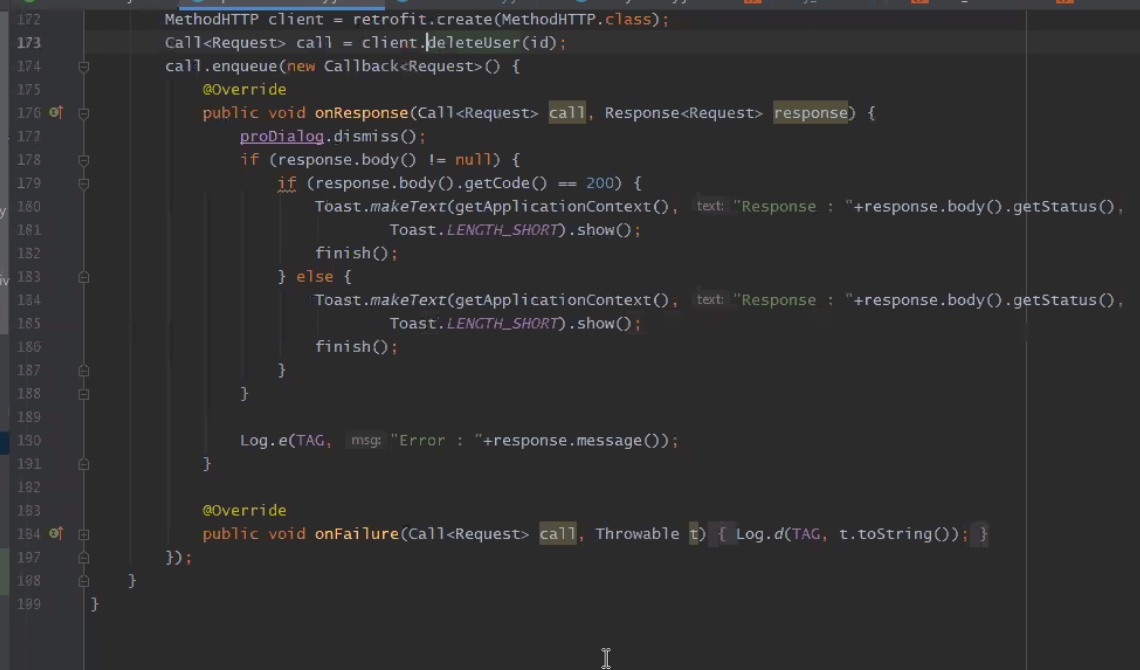 172 MethodHTTP client = retrofit.create(MethodHTTP.class);
173 Call<Request> call = client.deleteUser(id);
174 call.enqueue(new Callback<Request>() {
175 @Override
176 public void onResponse(Call<Request> call, Response<Request> response) {
177 proDialog.dismiss();
178 if (response.body() != null) {
179 if (response.body().getCode() == 200) {
180 Toast.makeText(getApplicationContext(), text: "Response : "+response.body().getStatus(),
181 Toast.LENGTH_SHORT).show();
182 finish();
183 } else {
184 Toast.makeText(getApplicationContext(), text: "Response : "+response.body().getStatus(),
185 Toast.LENGTH_SHORT).show();
186 finish();
187 }
188 }
189
190 Log.e(TAG, msg: "Error : "+response.message());
191 }
192
193 @Override
194 public void onFailure(Call<Request> call, Throwable t) { Log.d(TAG, t.toString()); }
197 });
198 }
199 }